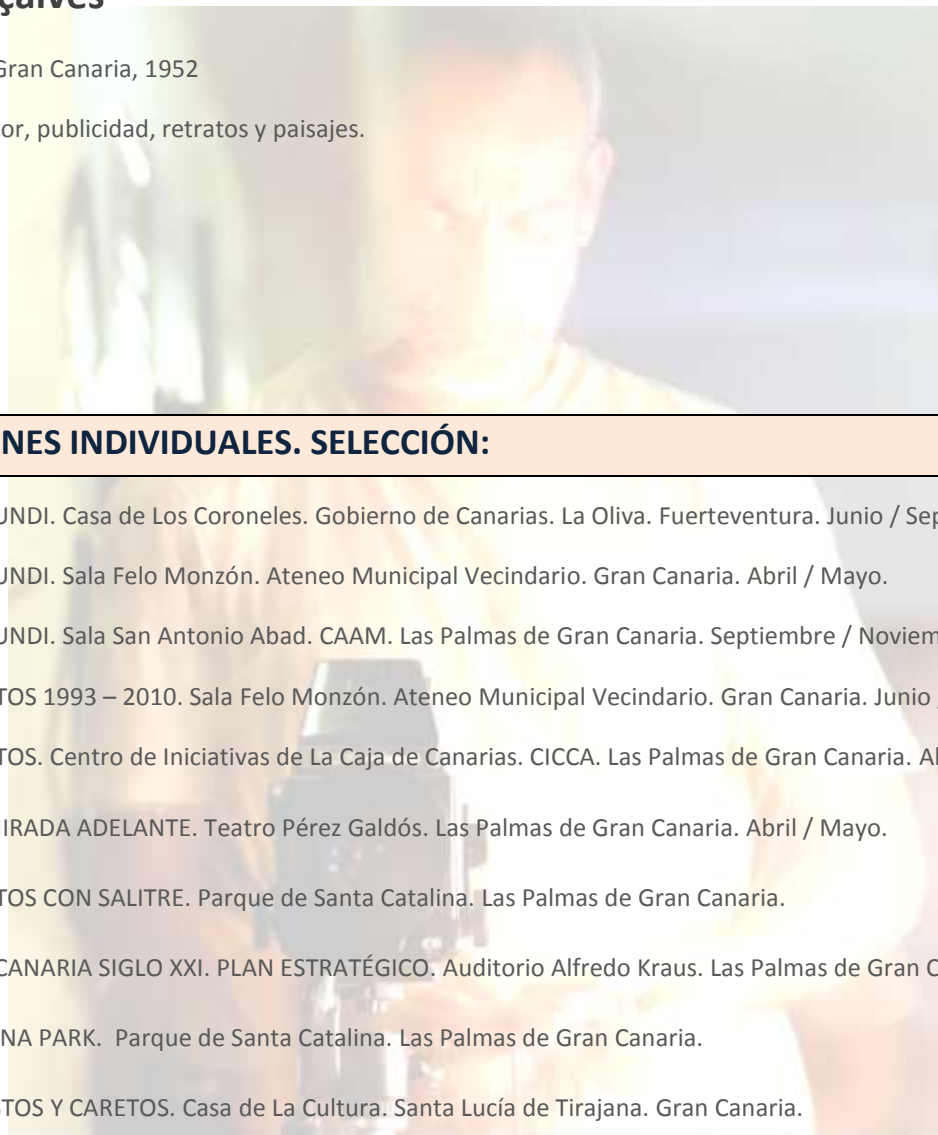 çalves
Gran Canaria, 1952
or, publicidad, retratos y paisajes.
NES INDIVIDUALES. SELECCIÓN:
UNDI. Casa de Los Coroneles. Gobierno de Canarias. La Oliva. Fuerteventura. Junio / Sep
UNDI. Sala Felo Monzón. Ateneo Municipal Vecindario. Gran Canaria. Abril / Mayo.
UNDI. Sala San Antonio Abad. CAAM. Las Palmas de Gran Canaria. Septiembre / Noviem
TOS 1993 – 2010. Sala Felo Monzón. Ateneo Municipal Vecindario. Gran Canaria. Junio
TOS. Centro de Iniciativas de La Caja de Canarias. CICCA. Las Palmas de Gran Canaria. Ab
IRADA ADELANTE. Teatro Pérez Galdós. Las Palmas de Gran Canaria. Abril / Mayo.
TOS CON SALITRE. Parque de Santa Catalina. Las Palmas de Gran Canaria.
CANARIA SIGLO XXI. PLAN ESTRATÉGICO. Auditorio Alfredo Kraus. Las Palmas de Gran C
NA PARK. Parque de Santa Catalina. Las Palmas de Gran Canaria.
STOS Y CARETOS. Casa de La Cultura. Santa Lucía de Tirajana. Gran Canaria.